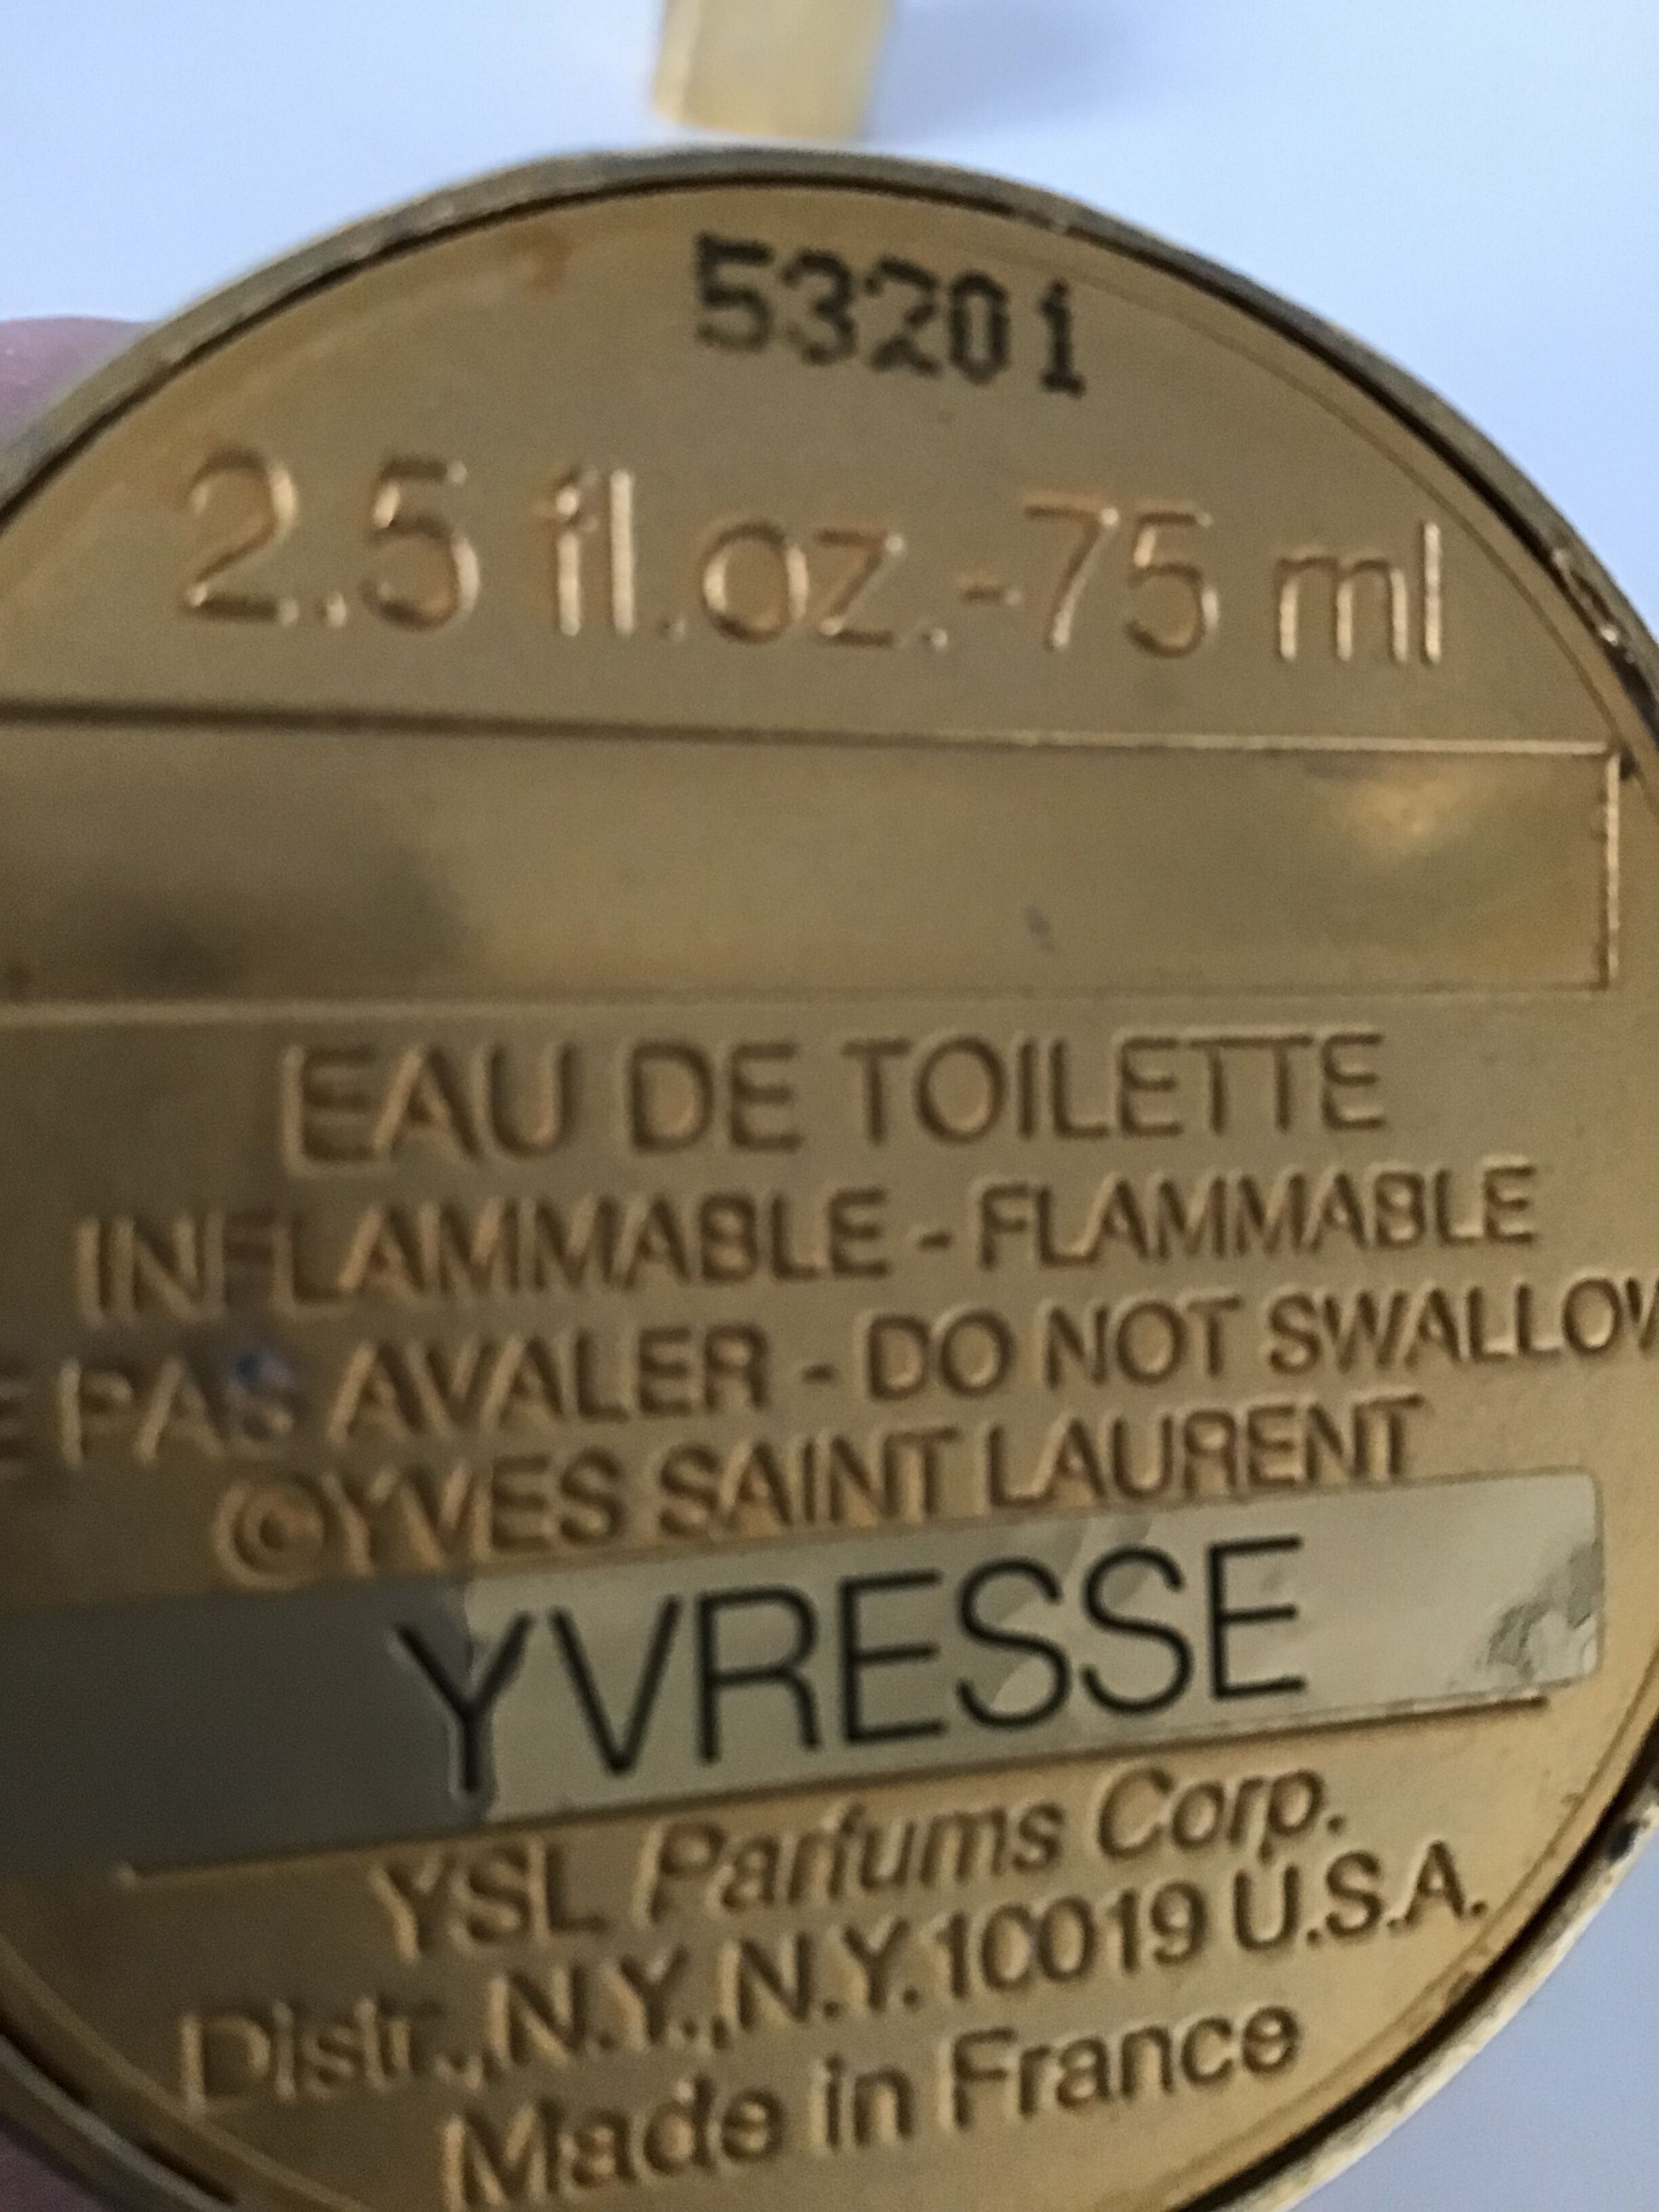 53201
2.5 fl.oz.-75 ml
EAU DE TOILETTE
INFLAMMABLE - FLAMMABLE
PAS AVALER - DO NOT SWALLOW
©YVES SAINT LAURENT
YVRESSE
YSL Parfums Corp.
Distr.,N.Y.,N.Y.10019 U.S.A.
Made in France